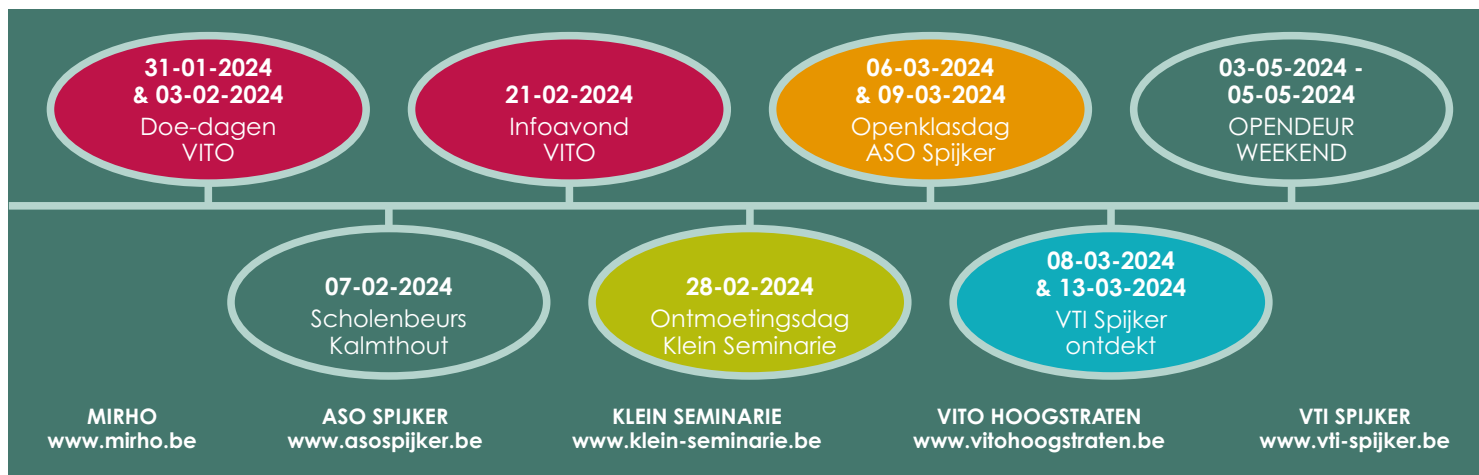 31-01-2024
& 03-02-2024
Doe-dagen
VITO
21-02-2024
Infoavond
VITO
06-03-2024
& 09-03-2024
Openklasdag
ASO Spijker
03-05-2024 -
05-05-2024
OPENDEUR
WEEKEND
07-02-2024
Scholenbeurs
Kalmthout
28-02-2024
Ontmoetingsdag
Klein Seminarie
08-03-2024
& 13-03-2024
VTI Spijker
ontdekt
MIRHO
www.mirho.be
ASO SPIJKER
www.asospijker.be
KLEIN SEMINARIE
www.klein-seminarie.be
VITO HOOGSTRATEN
www.vitohoogstraten.be
VTI SPIJKER
www.vti-spijker.be